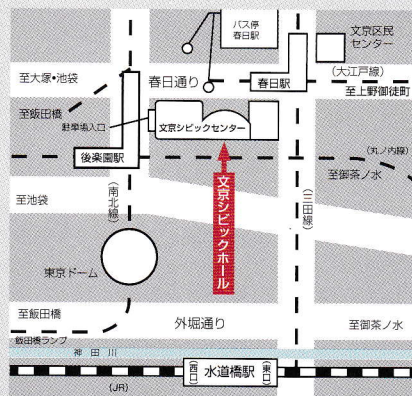 バス停
春日駅
文京区民
センター
至大塚・池袋
春日通り
春日駅
(大江戸線)
至上野御徒町
至飯田橋
駐車場入口
文京シビックセンター
後楽園駅
(丸ノ内線)
至御茶ノ水
至池袋
(南北線)
文京シビックホール
(三田線)
東京ドーム
至飯田橋
外堀通り
至御茶ノ水
飯田橋ランプ
神田川
(西口)
水道橋駅
(東口)
(JR)